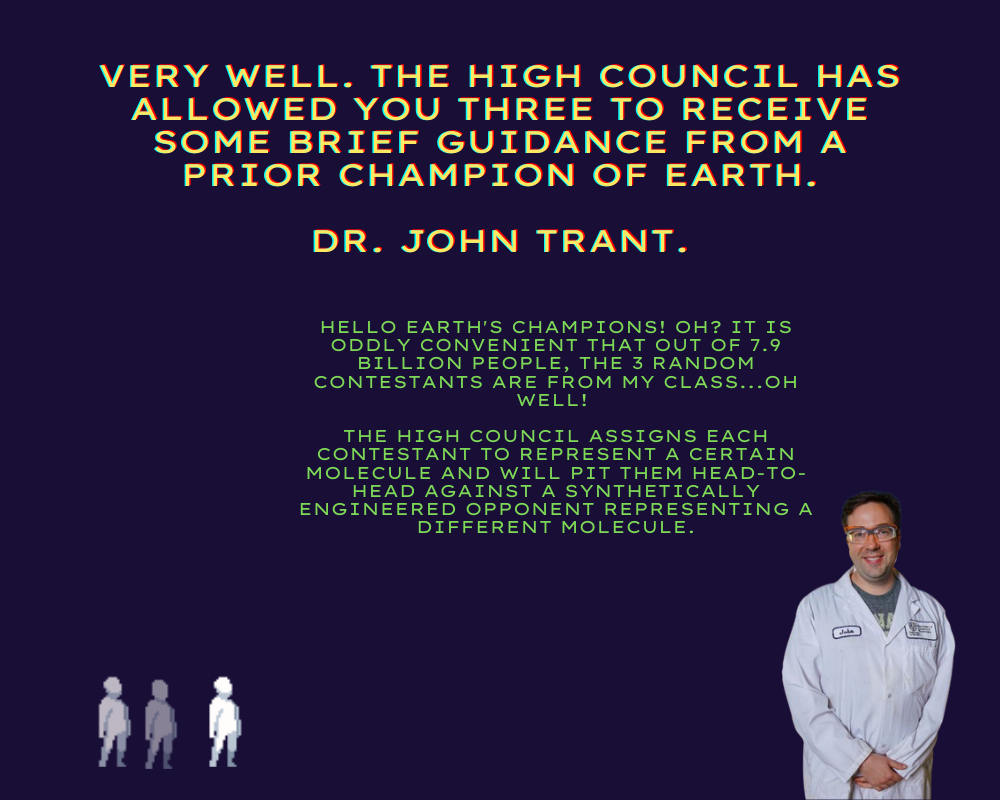 VERY WELL. THE HIGH COUNCIL HAS
ALLOWED YOU THREE TO RECEIVE
SOME BRIEF GUIDANCE FROM A
PRIOR CHAMPION OF EARTH.
DR. JOHN TRANT.
HELLO EARTH'S CHAMPIONS! OH? IT IS
ODDLY CONVENIENT THAT OUT OF 7.9
BILLION PEOPLE, THE 3 RANDOM
CONTESTANTS ARE FROM MY CLASS...OH
WELL!
THE HIGH COUNCIL ASSIGNS EACH
CONTESTANT TO REPRESENT A CERTAIN
MOLECULE AND WILL PIT THEM HEAD-TO-
HEAD AGAINST A SYNTHETICALLY
ENGINEERED OPPONENT REPRESENTING A
DIFFERENT MOLECULE.
John